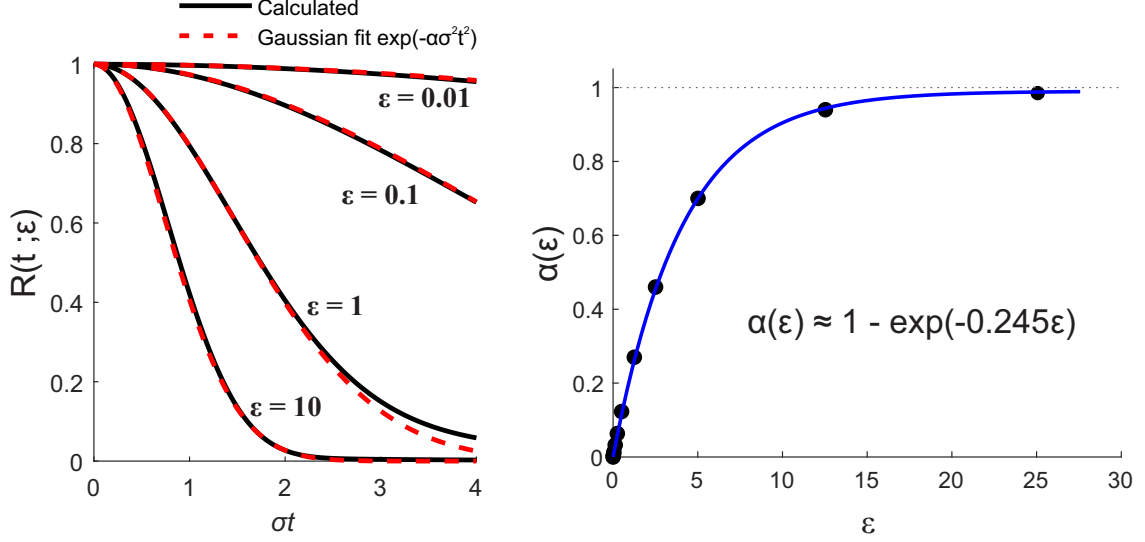 Calculated
Gaussian fit exp(-ασ²t²)
1
0.8
0.6
0.4
0.2
0
R(t ;ε)
ε = 0.01
ε = 0.1
ε = 1
ε = 10
0 1 2 3 4
σt
1
0.8
0.6
0.4
0.2
0
α(ε)
α(ε) ≈ 1 - exp(-0.245ε)
0 5 10 15 20 25 30
ε